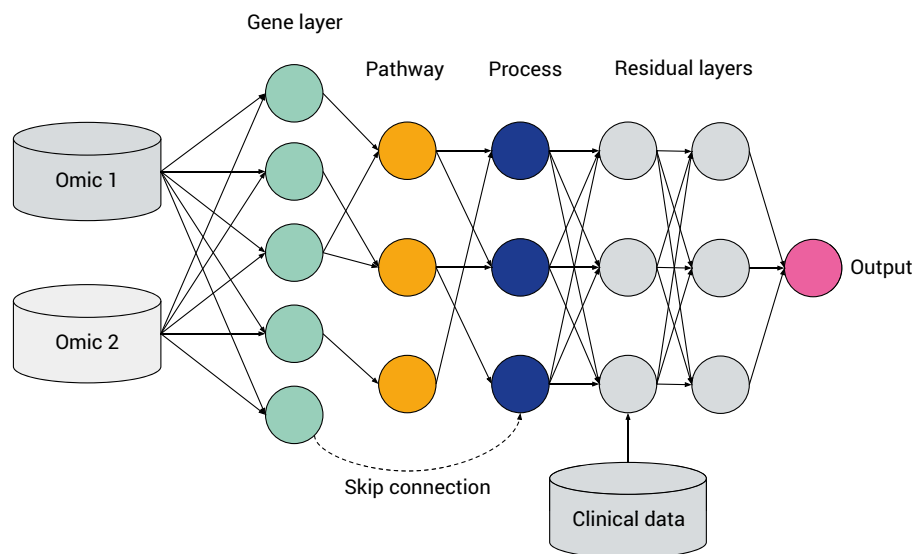 Gene layer
Pathway
Process
Residual layers
Omic 1
Omic 2
Output
Skip connection
Clinical data